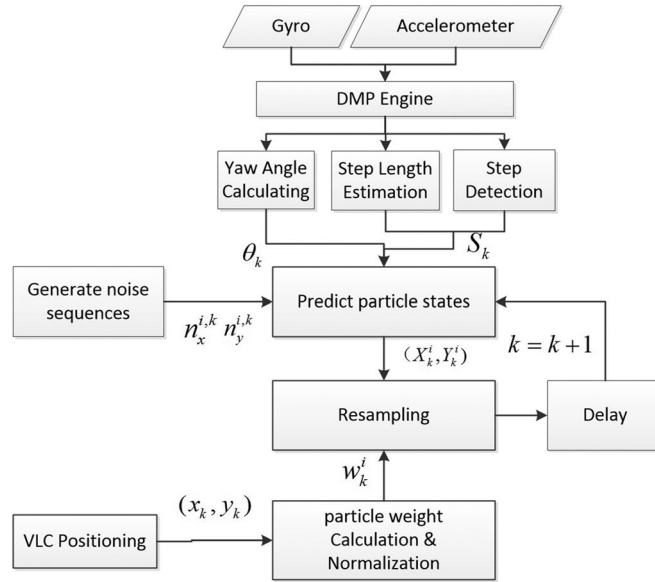 Gyro
Accelerometer
DMP Engine
Yaw Angle
Calculating
Step Length
Estimation
Step
Detection
θ_k
S_k
Generate noise
sequences
n_x^{i,k} n_y^{i,k}
Predict particle states
(X_k^i, Y_k^i)
k = k+1
Resampling
Delay
w_k^i
(x_k, y_k)
VLC Positioning
particle weight
Calculation &
Normalization